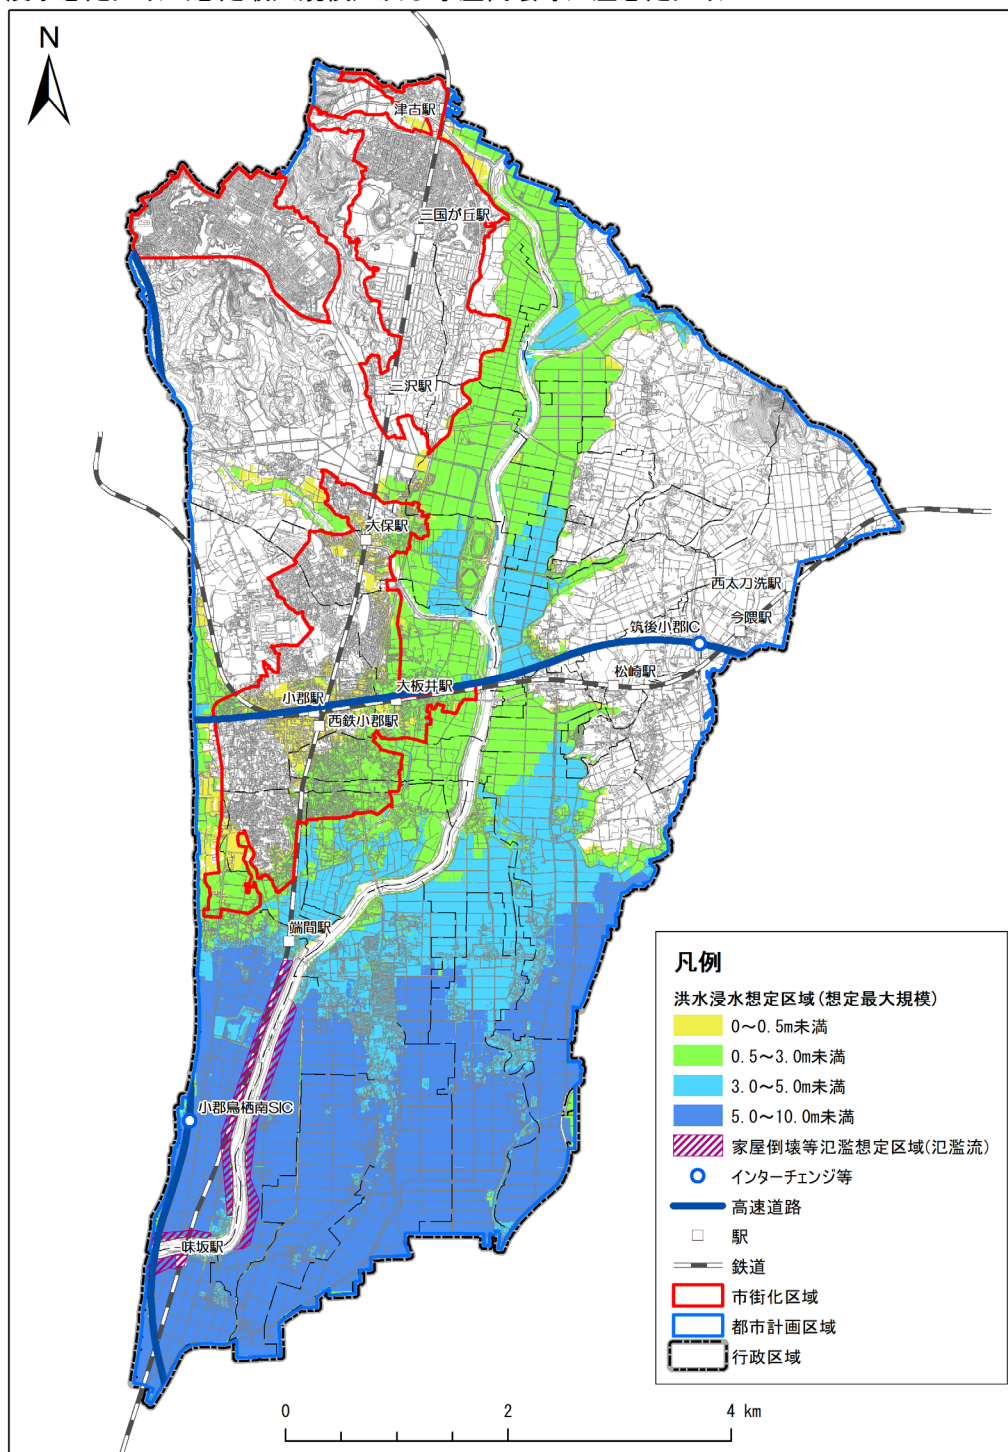 N
津古駅
三国が丘駅
三沢駅
大保駅
西太刀洗駅
今隈駅
筑後小郡IC
松崎駅
大板井駅
小郡駅
西鉄小郡駅
端間駅
小郡鳥栖南SIC
味坂駅
凡例
洪水浸水想定区域(想定最大規模)
0～0.5m未満
0.5～3.0m未満
3.0～5.0m未満
5.0～10.0m未満
家屋倒壊等氾濫想定区域(氾濫流)
インターチェンジ等
高速道路
駅
鉄道
市街化区域
都市計画区域
行政区域
0 2 4 km